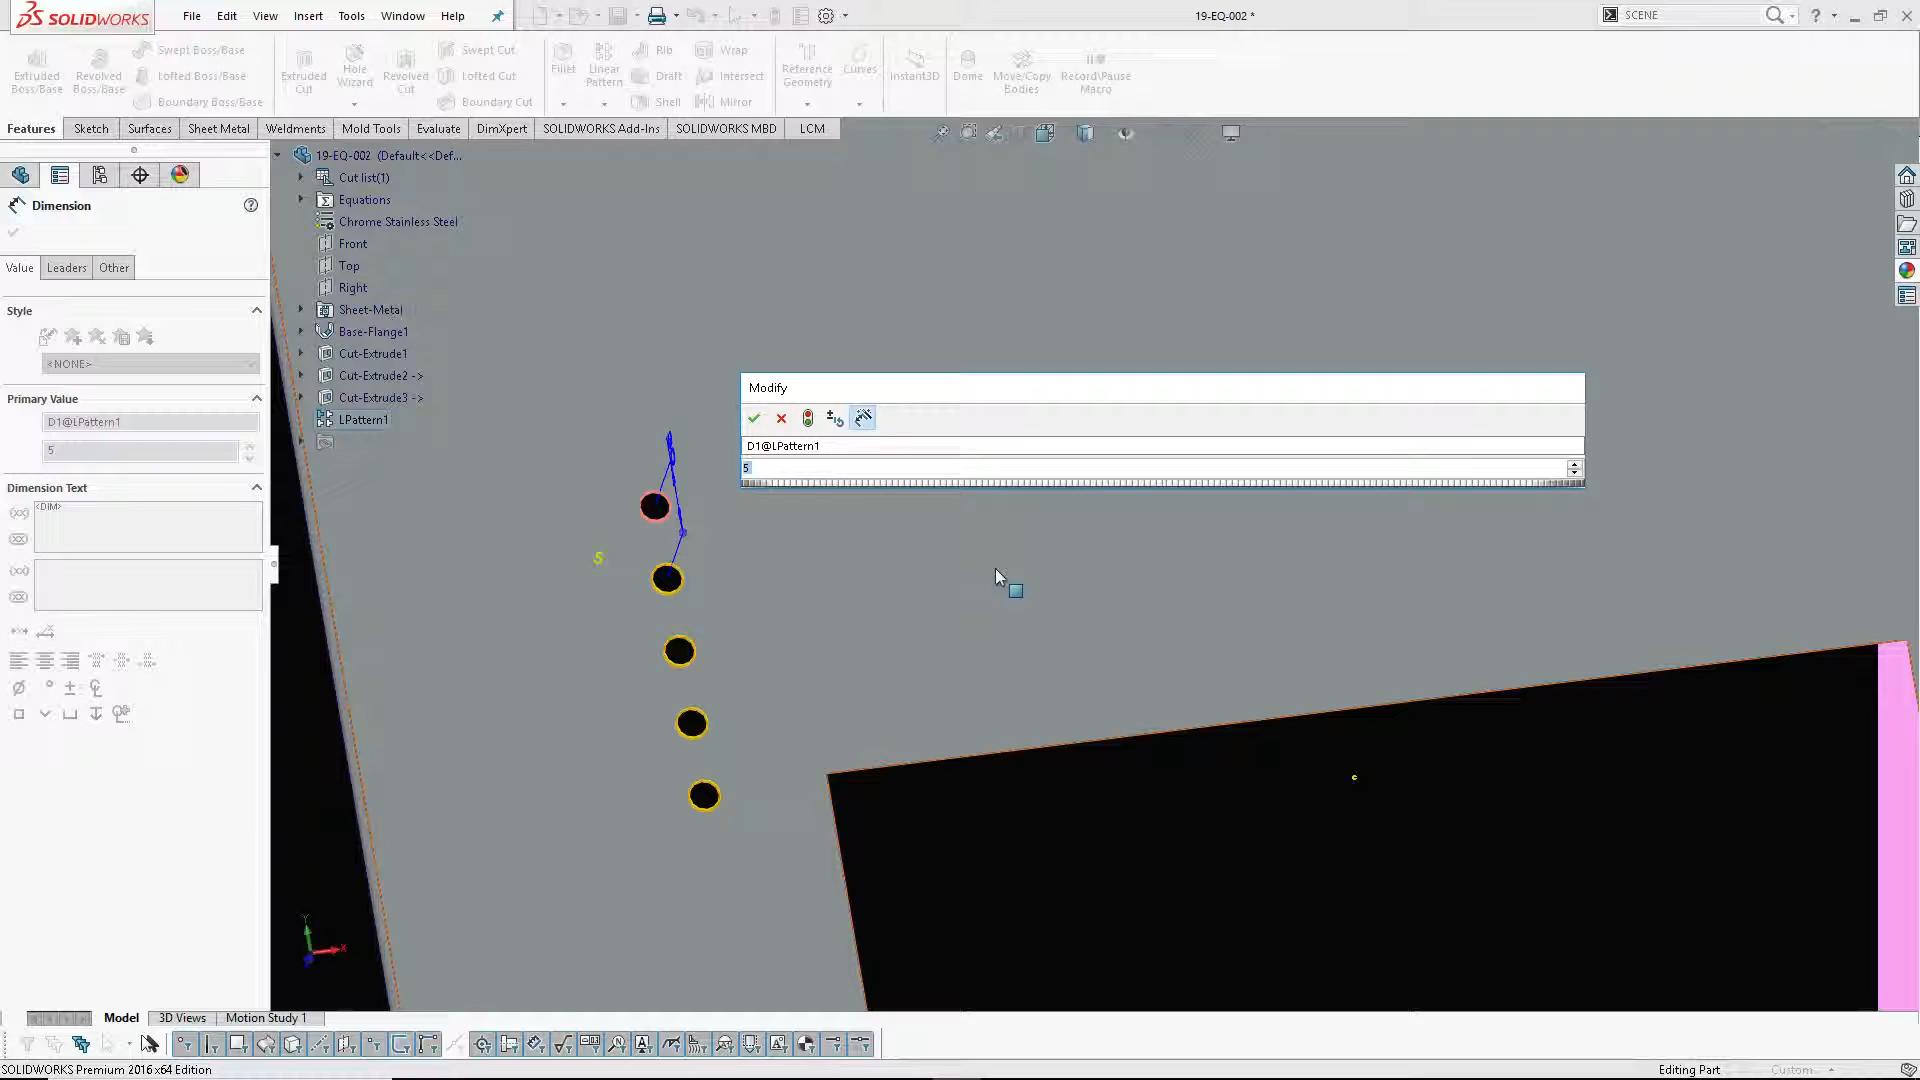 SOLIDWORKS File Edit View Insert Tools Window Help 19-EQ-002 * SCENE ?
Extruded Boss/Base
Revolved Boss/Base
Swept Boss/Base
Lofted Boss/Base
Boundary Boss/Base
Extruded Cut
Hole Wizard
Revolved Cut
Swept Cut
Lofted Cut
Boundary Cut
Fillet
Linear Pattern
Rib
Draft
Shell
Wrap
Intersect
Mirror
Reference Geometry
Curves
Instant3D
Dome
Move/Copy Bodies
Record/Pause Macro
Features Sketch Surfaces Sheet Metal Weldments Mold Tools Evaluate DimXpert SOLIDWORKS Add-Ins SOLIDWORKS MBD LCM
Dimension
Value Leaders Other
Style
<NONE>
Primary Value
D1@LPattern1
5
Dimension Text
<DIM>
19-EQ-002 (Default<<Def...
Cut list(1)
Equations
Chrome Stainless Steel
Front
Top
Right
Sheet-Metal
Base-Flange1
Cut-Extrude1
Cut-Extrude2 ->
Cut-Extrude3 ->
LPattern1
Modify
D1@LPattern1
5
5
Y
X
Model 3D Views Motion Study 1
SOLIDWORKS Premium 2016 x64 Edition Editing Part Custom